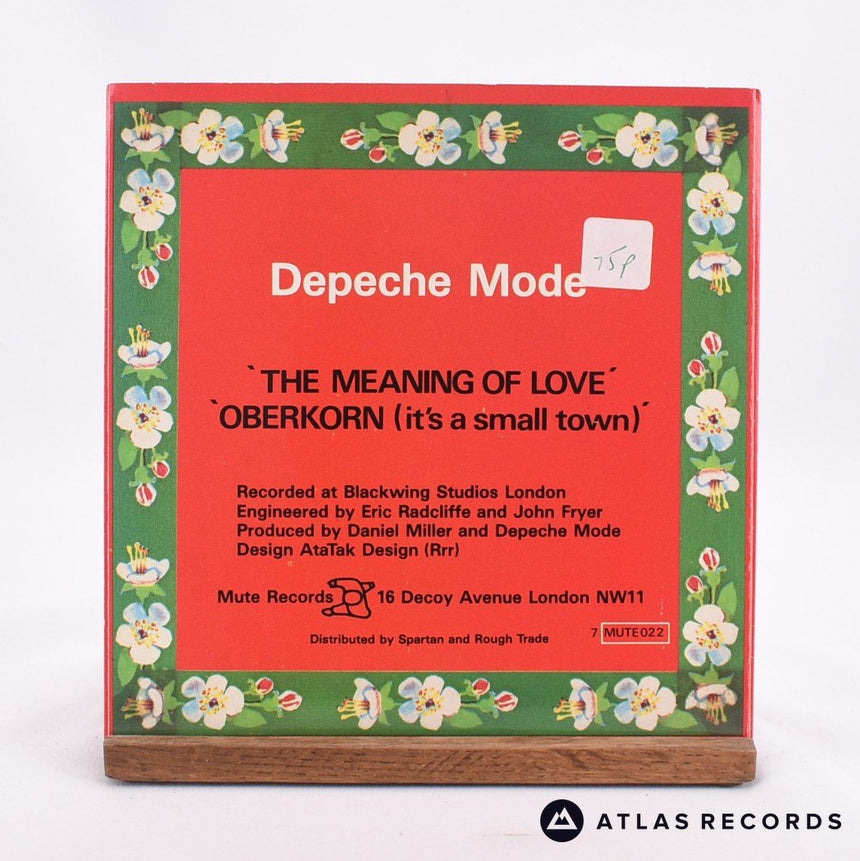 75p
Depeche Mode
`THE MEANING OF LOVE´
`OBERKORN (it's a small town)´
Recorded at Blackwing Studios London
Engineered by Eric Radcliffe and John Fryer
Produced by Daniel Miller and Depeche Mode
Design AtaTak Design (Rrr)
Mute Records 16 Decoy Avenue London NW11
Distributed by Spartan and Rough Trade
7 MUTE022
ATLAS RECORDS